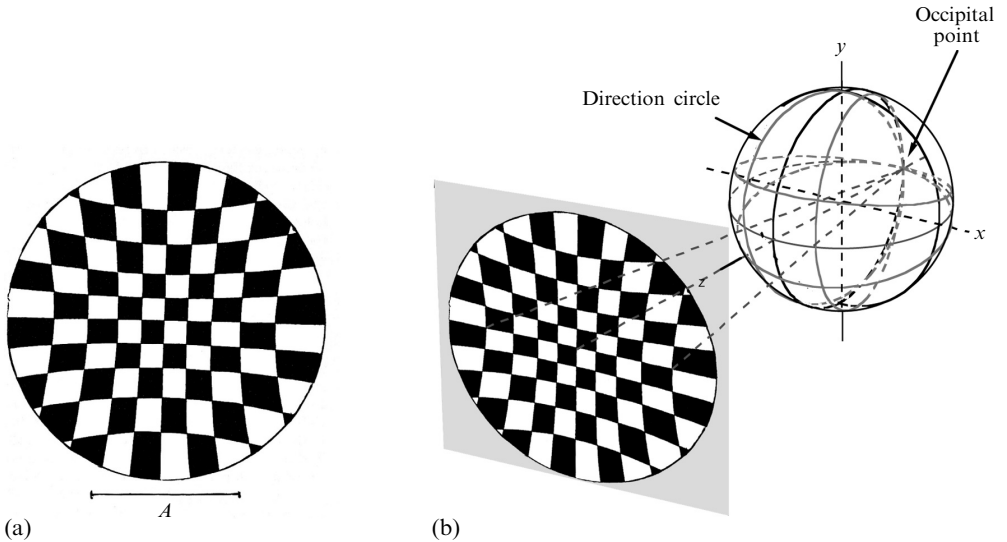 Occipital
point
y
Direction circle
x
z
A
(a)
(b)